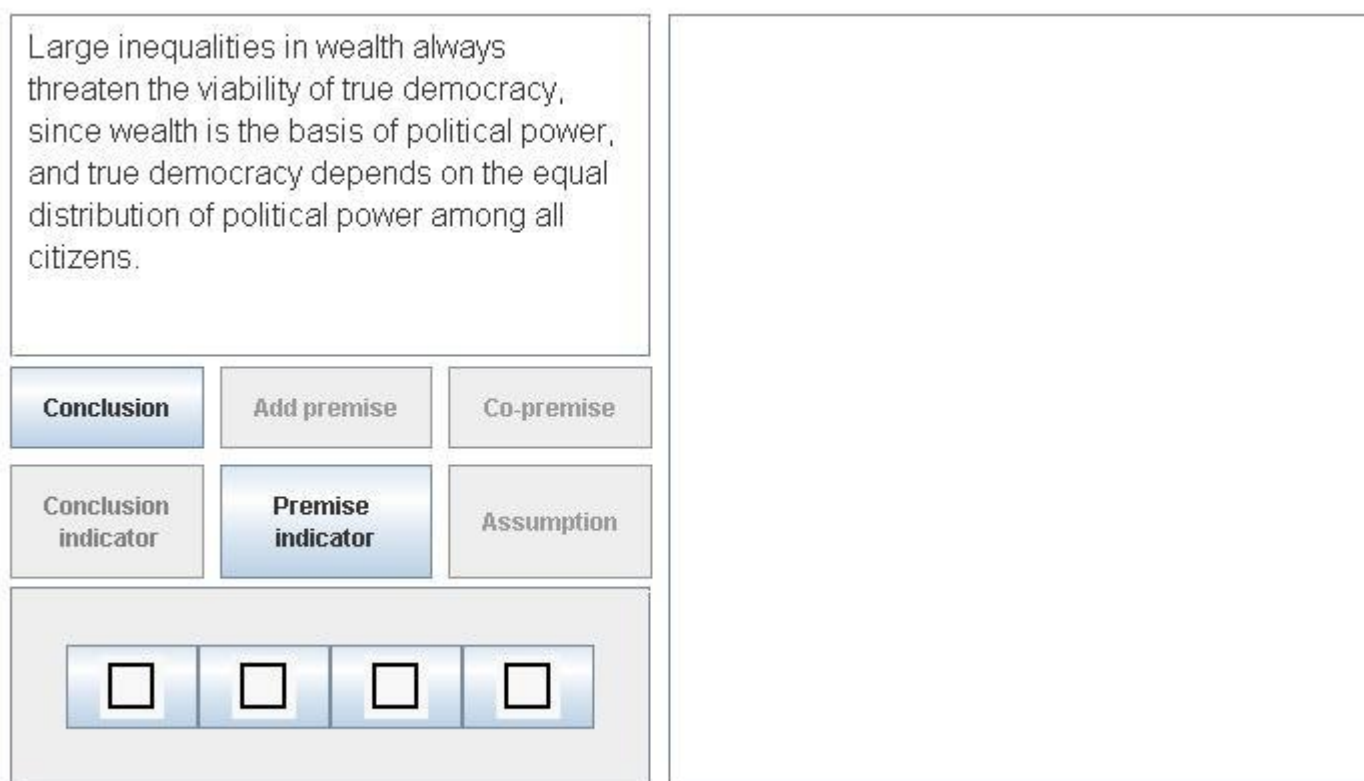 Large inequalities in wealth always
threaten the viability of true democracy,
since wealth is the basis of political power,
and true democracy depends on the equal
distribution of political power among all
citizens.
Conclusion
Add premise
Co-premise
Conclusion
indicator
Premise
indicator
Assumption